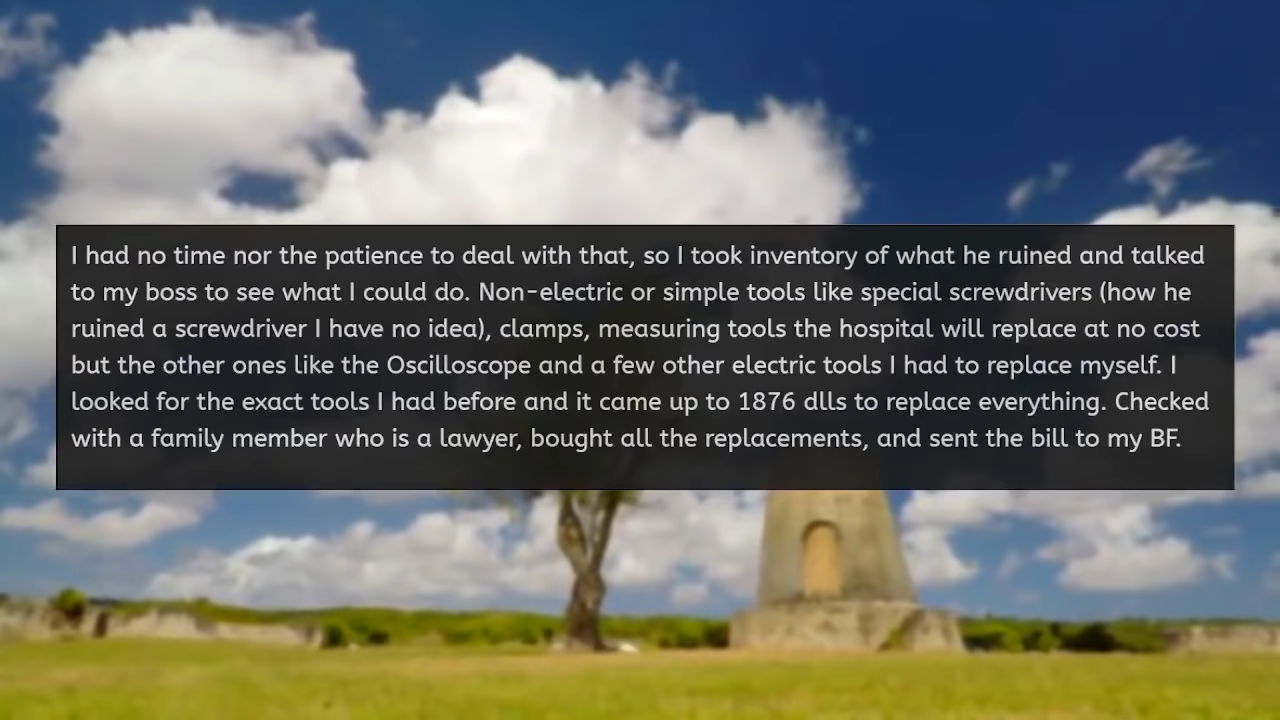 I had no time nor the patience to deal with that, so I took inventory of what he ruined and talked
to my boss to see what I could do. Non-electric or simple tools like special screwdrivers (how he
ruined a screwdriver I have no idea), clamps, measuring tools the hospital will replace at no cost
but the other ones like the Oscilloscope and a few other electric tools I had to replace myself. I
looked for the exact tools I had before and it came up to 1876 dlls to replace everything. Checked
with a family member who is a lawyer, bought all the replacements, and sent the bill to my BF.